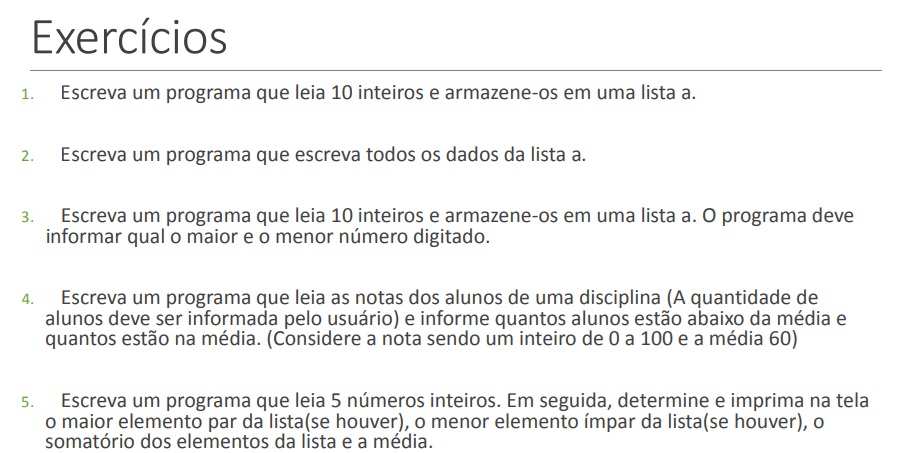 Exercícios
1. Escreva um programa que leia 10 inteiros e armazene-os em uma lista a.
2. Escreva um programa que escreva todos os dados da lista a.
3. Escreva um programa que leia 10 inteiros e armazene-os em uma lista a. O programa deve
informar qual o maior e o menor número digitado.
4. Escreva um programa que leia as notas dos alunos de uma disciplina (A quantidade de
alunos deve ser informada pelo usuário) e informe quantos alunos estão abaixo da média e
quantos estão na média. (Considere a nota sendo um inteiro de 0 a 100 e a média 60)
5. Escreva um programa que leia 5 números inteiros. Em seguida, determine e imprima na tela
o maior elemento par da lista(se houver), o menor elemento ímpar da lista(se houver), o
somatório dos elementos da lista e a média.